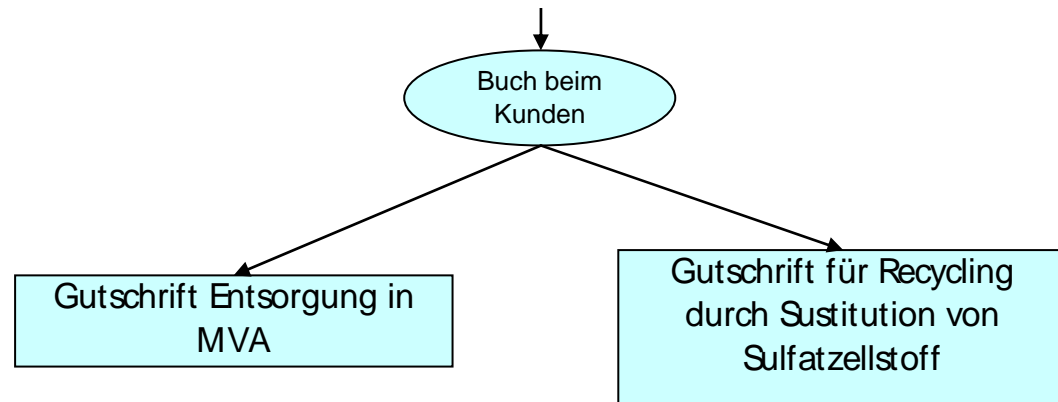 Buch beim
Kunden
Gutschrift Entsorgung in
MVA
Gutschrift für Recycling
durch Sustitution von
Sulfatzellstoff